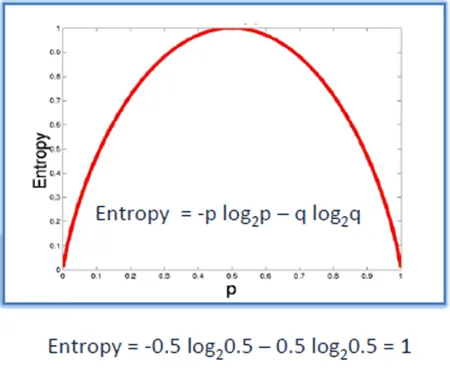 1
0.9
0.8
0.7
0.6
0.5
0.4
0.3
0.2
0.1
0
Entropy
Entropy = -p log₂p – q log₂q
0 0.1 0.2 0.3 0.4 0.5 0.6 0.7 0.8 0.9 1
p
Entropy = -0.5 log₂0.5 – 0.5 log₂0.5 = 1